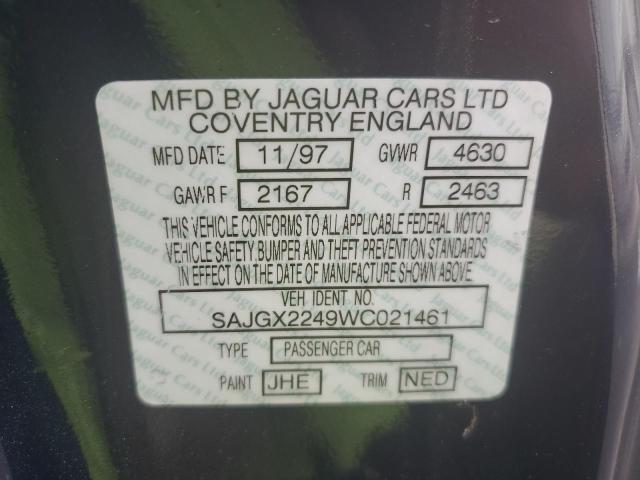 MFD BY JAGUAR CARS LTD
COVENTRY ENGLAND
MFD DATE 11/97 GVWR 4630
GAWR F 2167 R 2463
THIS VEHICLE CONFORMS TO ALL APPLICABLE FEDERAL MOTOR
VEHICLE SAFETY, BUMPER AND THEFT PREVENTION STANDARDS
IN EFFECT ON THE DATE OF MANUFACTURE SHOWN ABOVE.
VEH IDENT NO.
SAJGX2249WC021461
TYPE PASSENGER CAR
PAINT JHE TRIM NED